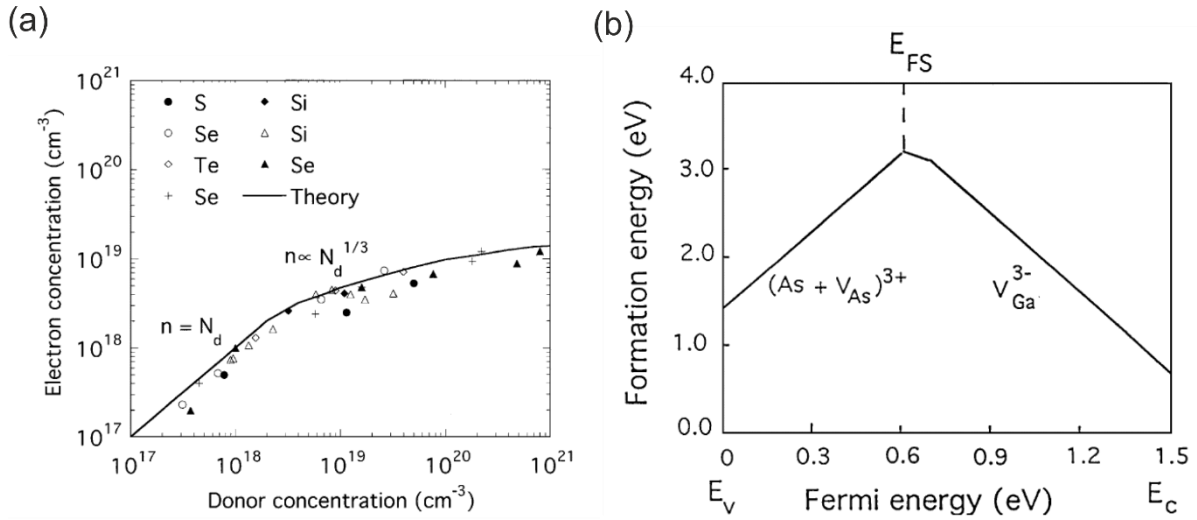 (a)
10^21
10^20
10^19
10^18
10^17
Electron concentration (cm^-3)
S
Se
Te
Se
Si
Si
Se
Theory
n = N_d
n∝ N_d^1/3
10^17
10^18
10^19
10^20
10^21
Donor concentration (cm^-3)
(b)
E_FS
4.0
3.0
2.0
1.0
0.0
Formation energy (eV)
(As + V_As)^3+
V_Ga^3-
0
0.3
0.6
0.9
1.2
1.5
E_v
Fermi energy (eV)
E_c